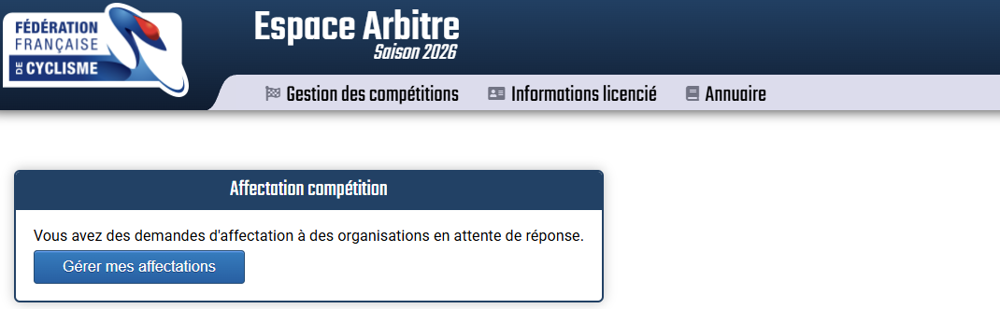 FÉDÉRATION
FRANÇAISE
DE CYCLISME
Espace Arbitre
Saison 2026
Gestion des compétitions
Informations licencié
Annuaire
Affectation compétition
Vous avez des demandes d'affectation à des organisations en attente de réponse.
Gérer mes affectations